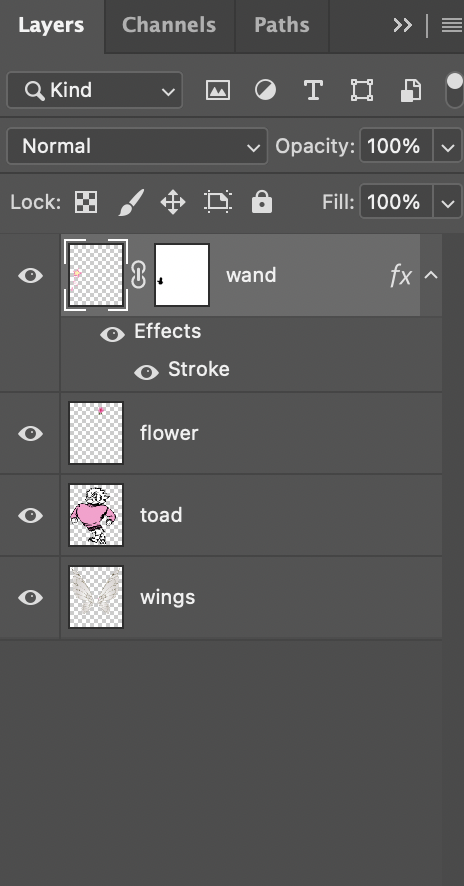 Layers Channels Paths
Kind
Normal Opacity: 100%
Lock: Fill: 100%
wand fx
Effects
Stroke
flower
toad
wings